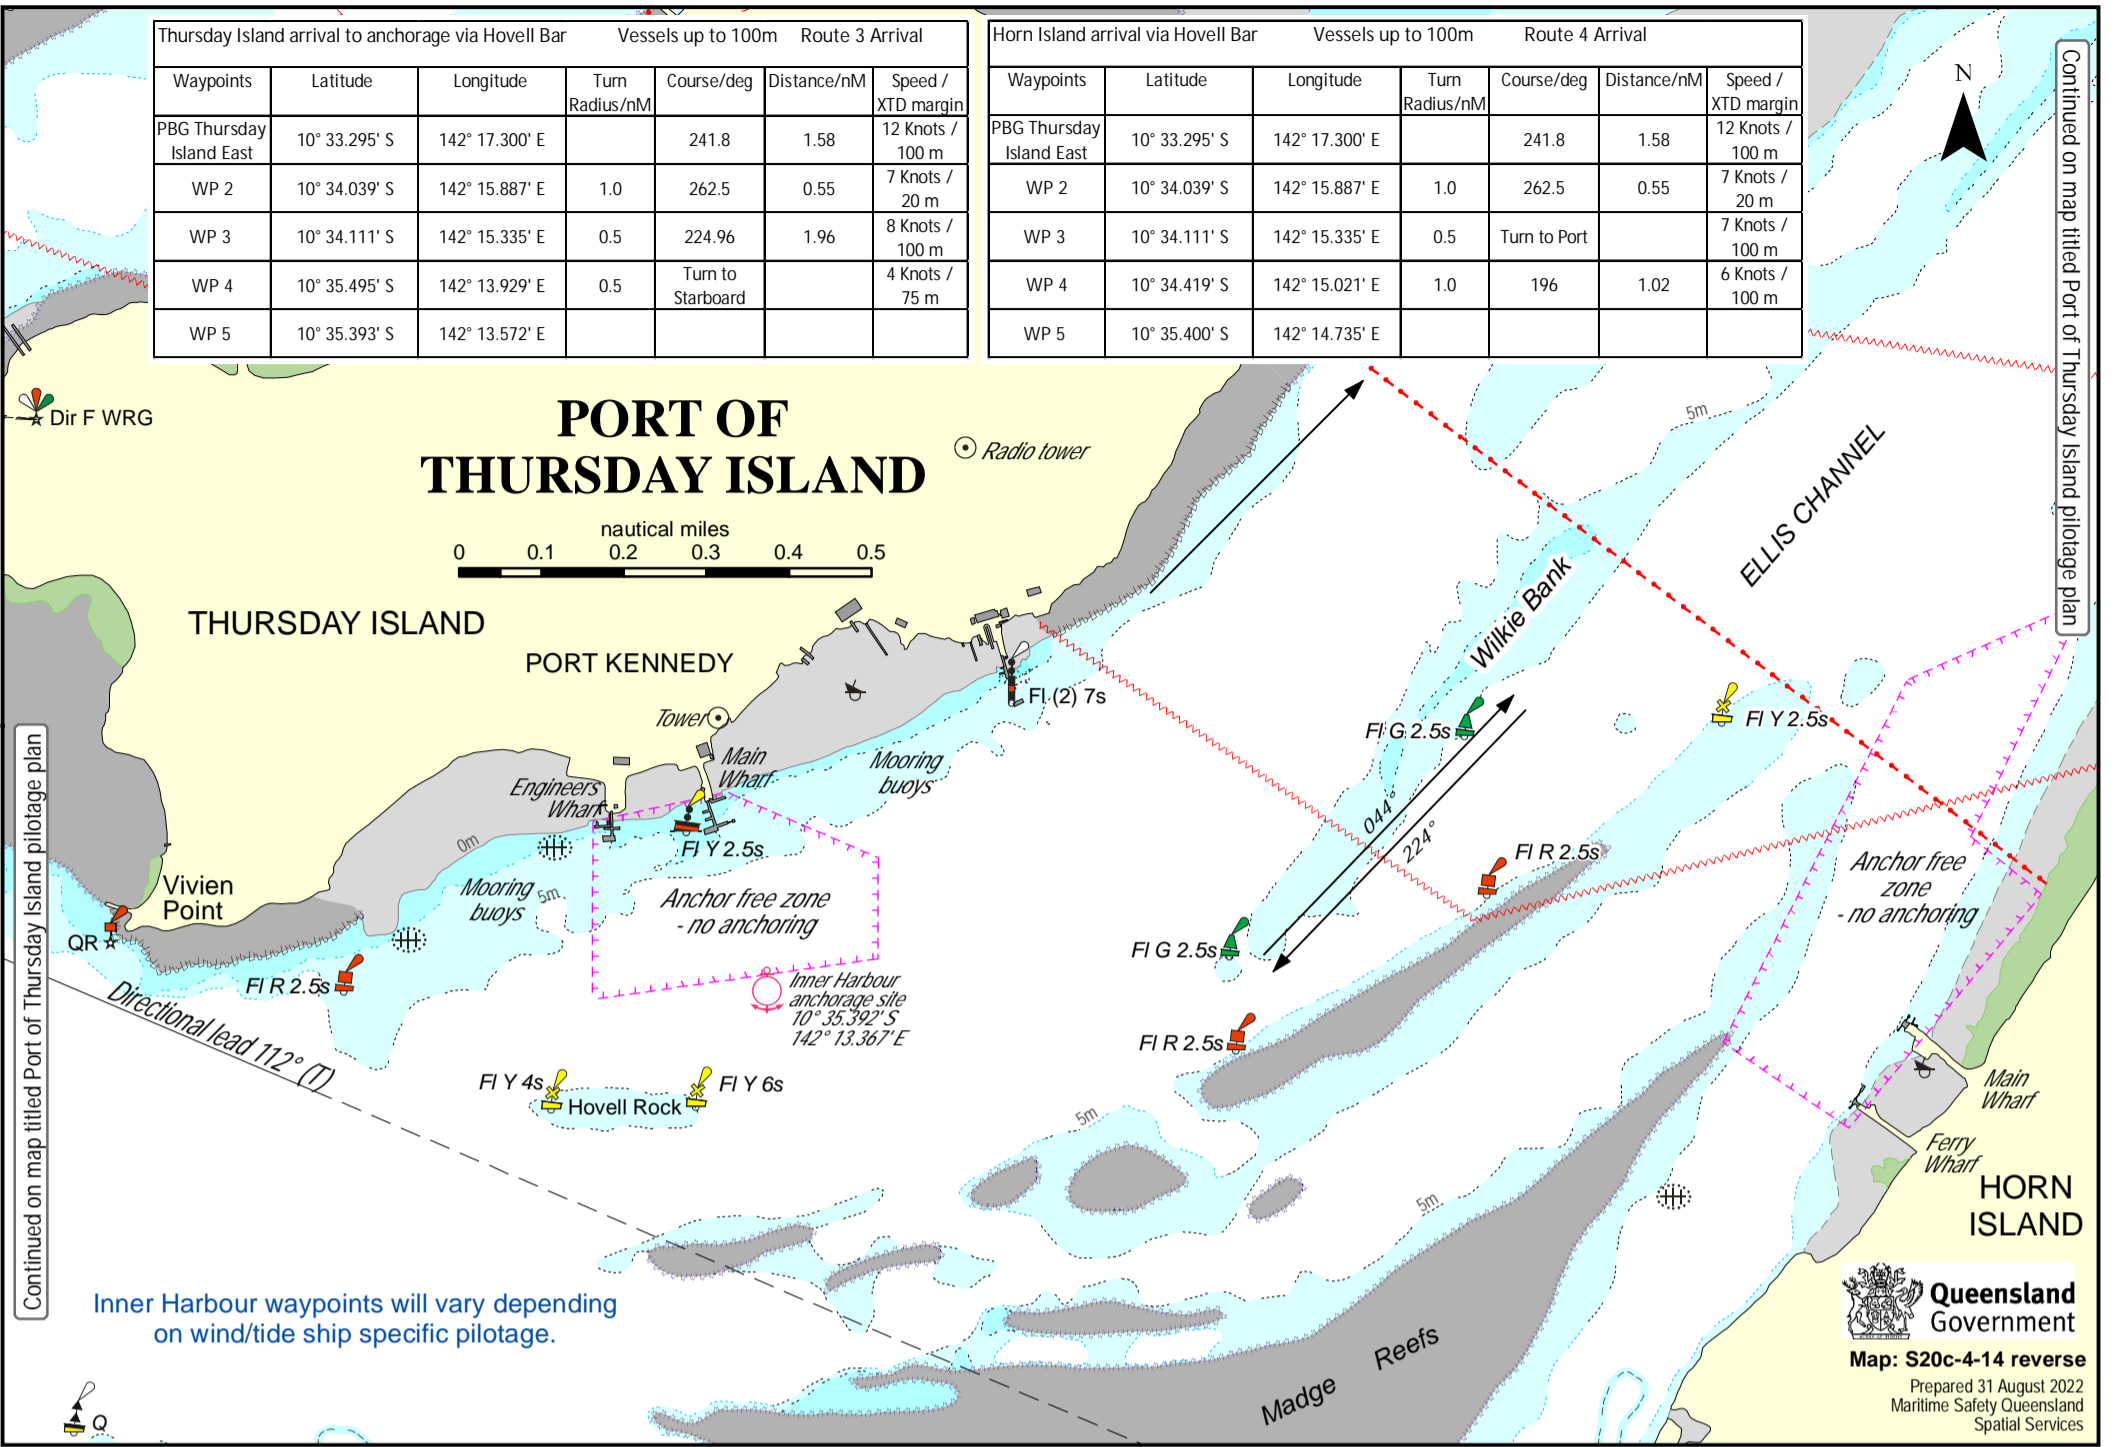 Thursday Island arrival to anchorage via Hovell Bar Vessels up to 100m Route 3 Arrival
Waypoints Latitude Longitude Turn Radius/nM Course/deg Distance/nM Speed / XTD margin
PBG Thursday Island East 10° 33.295' S 142° 17.300' E 241.8 1.58 12 Knots / 100 m
WP 2 10° 34.039' S 142° 15.887' E 1.0 262.5 0.55 7 Knots / 20 m
WP 3 10° 34.111' S 142° 15.335' E 0.5 224.96 1.96 8 Knots / 100 m
WP 4 10° 35.495' S 142° 13.929' E 0.5 Turn to Starboard 4 Knots / 75 m
WP 5 10° 35.393' S 142° 13.572' E
Horn Island arrival via Hovell Bar Vessels up to 100m Route 4 Arrival
Waypoints Latitude Longitude Turn Radius/nM Course/deg Distance/nM Speed / XTD margin
PBG Thursday Island East 10° 33.295' S 142° 17.300' E 241.8 1.58 12 Knots / 100 m
WP 2 10° 34.039' S 142° 15.887' E 1.0 262.5 0.55 7 Knots / 20 m
WP 3 10° 34.111' S 142° 15.335' E 0.5 Turn to Port 7 Knots / 100 m
WP 4 10° 34.419' S 142° 15.021' E 1.0 196 1.02 6 Knots / 100 m
WP 5 10° 35.400' S 142° 14.735' E
N
Continued on map titled Port of Thursday Island pilotage plan
Dir F WRG
PORT OF
THURSDAY ISLAND
Radio tower
nautical miles
0 0.1 0.2 0.3 0.4 0.5
5m
ELLIS CHANNEL
Wilkie Bank
THURSDAY ISLAND
PORT KENNEDY
Fl (2) 7s
Tower
Fl G 2.5s
Fl Y 2.5s
Main
Wharf
Mooring
buoys
Engineers
Wharf
044°
224°
0m
Fl Y 2.5s
Fl R 2.5s
Anchor free
zone
- no anchoring
Vivien
Point
Mooring
buoys
5m
Anchor free zone
- no anchoring
QR
Fl R 2.5s
Fl G 2.5s
Inner Harbour
anchorage site
10° 35.392' S
142° 13.367' E
Directional lead 112° (T)
Fl R 2.5s
Fl Y 4s
Hovell Rock
Fl Y 6s
5m
Main
Wharf
Ferry
Wharf
5m
HORN
ISLAND
Continued on map titled Port of Thursday Island pilotage plan
Inner Harbour waypoints will vary depending
on wind/tide ship specific pilotage.
Madge Reefs
Q
Queensland
Government
Map: S20c-4-14 reverse
Prepared 31 August 2022
Maritime Safety Queensland
Spatial Services